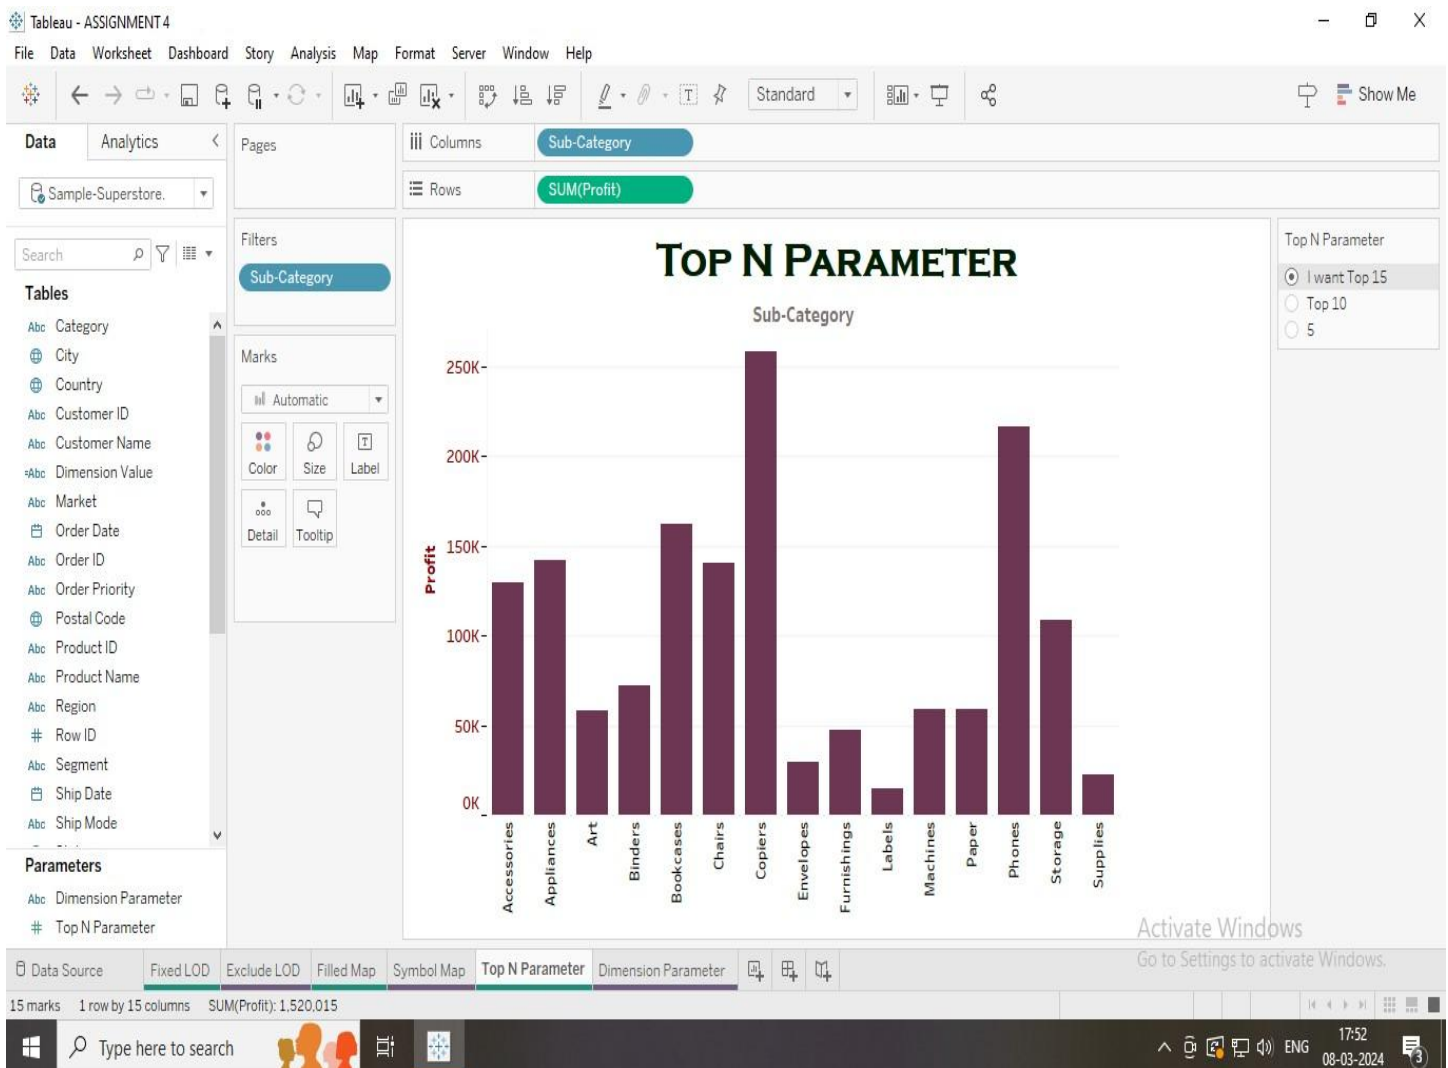 Tableau - ASSIGNMENT 4
File Data Worksheet Dashboard Story Analysis Map Format Server Window Help
Standard
Show Me
Data Analytics
Sample-Superstore.
Search
Tables
Abc Category
City
Country
Abc Customer ID
Abc Customer Name
=Abc Dimension Value
Abc Market
Order Date
Abc Order ID
Abc Order Priority
Postal Code
Abc Product ID
Abc Product Name
Abc Region
# Row ID
Abc Segment
Ship Date
Abc Ship Mode
Parameters
Abc Dimension Parameter
# Top N Parameter
Pages
Filters
Sub-Category
Marks
Automatic
Color Size Label
Detail Tooltip
Columns Sub-Category
Rows SUM(Profit)
TOP N PARAMETER
Sub-Category
Profit
250K
200K
150K
100K
50K
0K
Accessories
Appliances
Art
Binders
Bookcases
Chairs
Copiers
Envelopes
Furnishings
Labels
Machines
Paper
Phones
Storage
Supplies
Top N Parameter
I want Top 15
Top 10
5
Activate Windows
Go to Settings to activate Windows.
Data Source Fixed LOD Exclude LOD Filled Map Symbol Map Top N Parameter Dimension Parameter
15 marks 1 row by 15 columns SUM(Profit): 1,520,015
Type here to search
ENG
17:52
08-03-2024
3